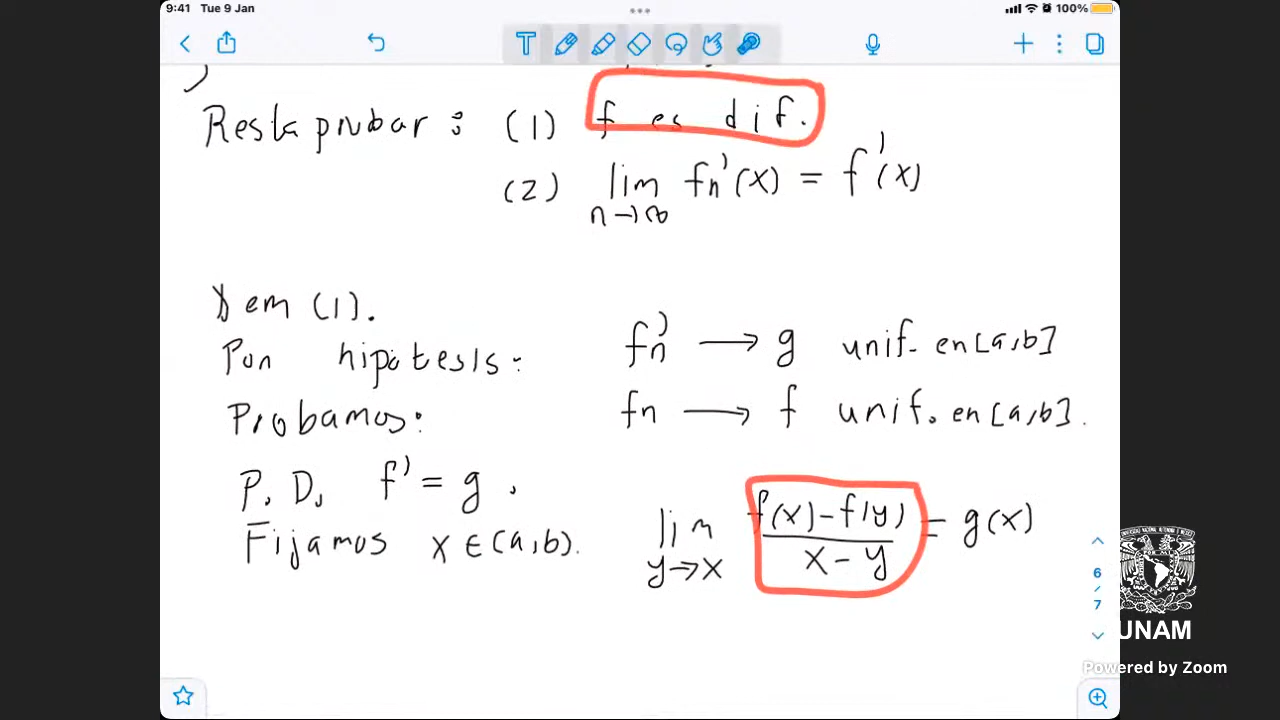 9:41 Tue 9 Jan 100%
Resta probar: (1) f es dif.
(2) lim n→∞ fn'(x) = f'(x)
Dem (1).
Por hipótesis: fn' → g unif. en [a,b]
Probamos: fn → f unif. en [a,b].
P.D. f' = g.
Fijamos x ∈ (a,b). lim y→x f(x)-f(y) / x-y = g(x)
6
/
7
UNAM
Powered by Zoom